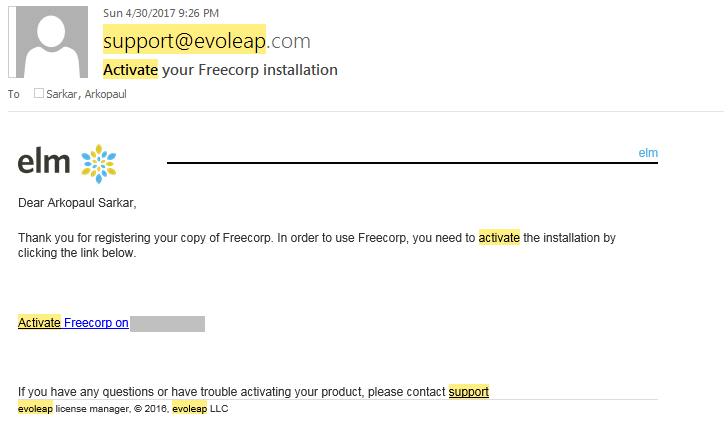 Sun 4/30/2017 9:26 PM
support@evoleap.com
Activate your Freecorp installation
To Sarkar, Arkopaul
elm
elm
Dear Arkopaul Sarkar,
Thank you for registering your copy of Freecorp. In order to use Freecorp, you need to activate the installation by
clicking the link below.
Activate Freecorp on
If you have any questions or have trouble activating your product, please contact support
evoleap license manager, © 2016, evoleap LLC